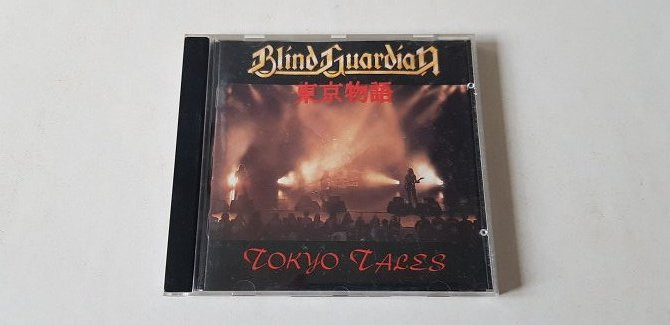 Blind Guardian
東京物語
TOKYO TALES